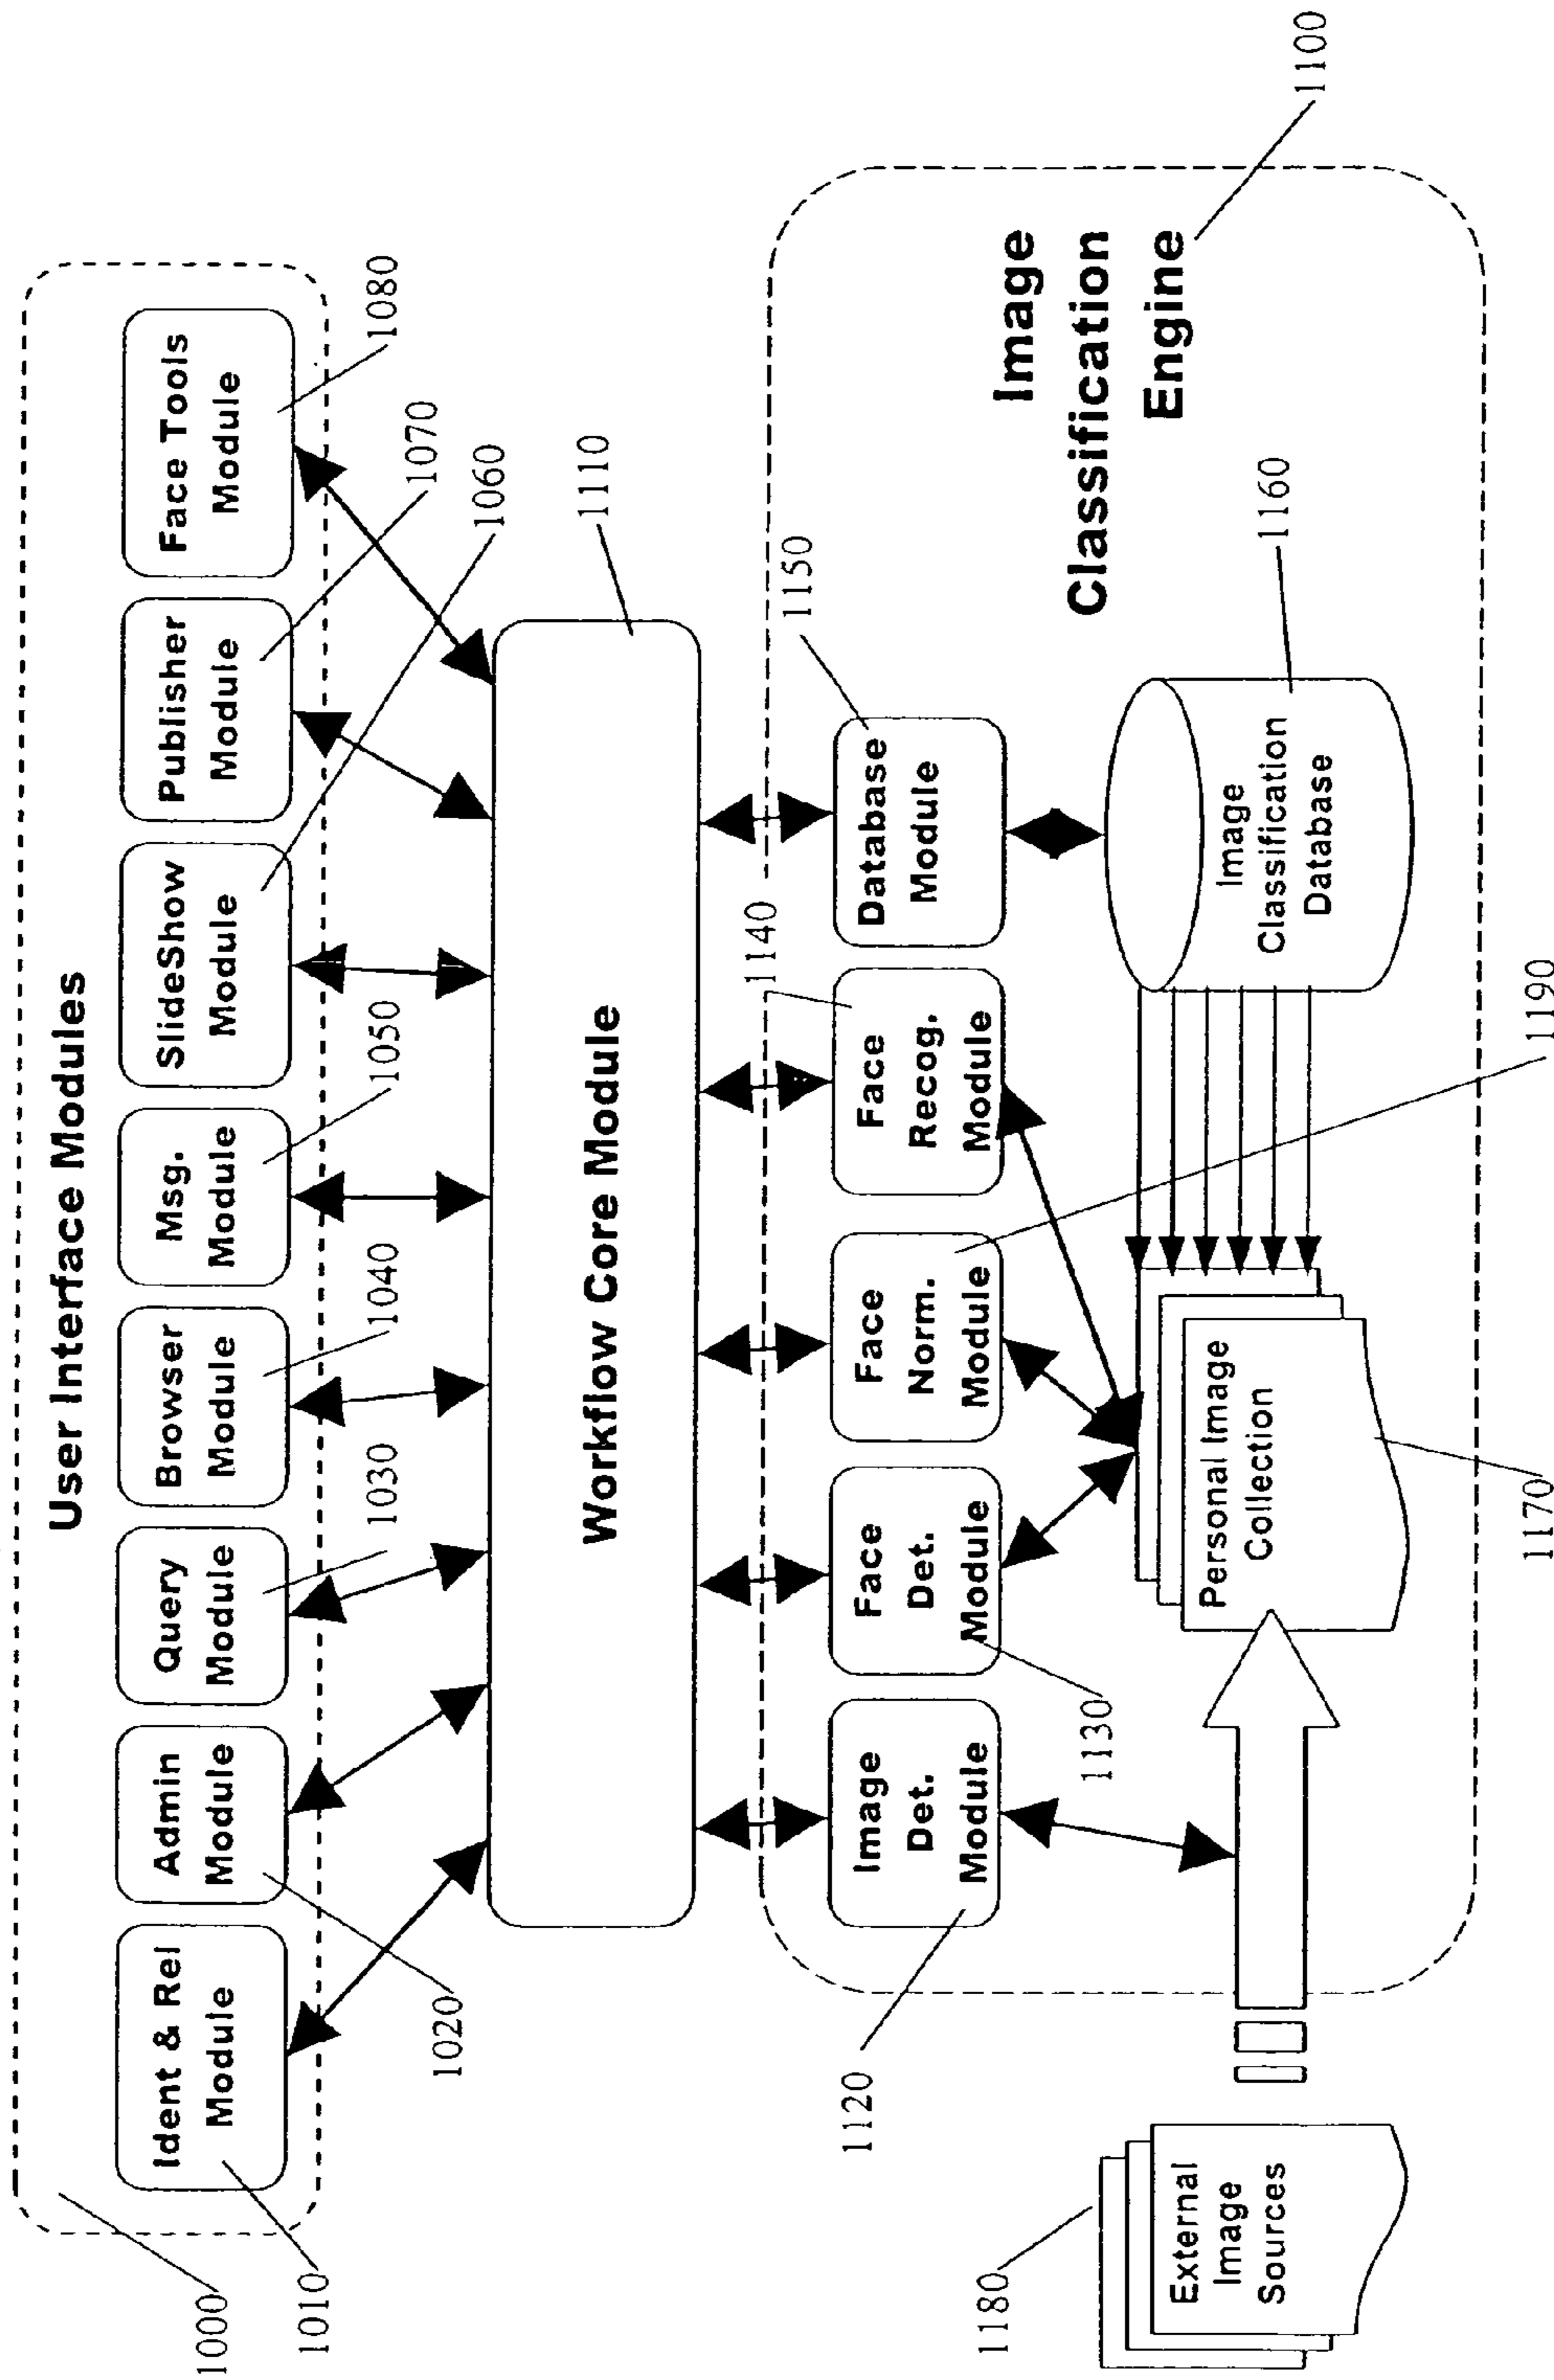 User Interface Modules
1000
Ident & Rel
Module
1010
Admin
Module
1020
Query
Module
1030
Browser
Module
1040
Msg.
Module
1050
SlideShow
Module
1060
Publisher
Module
1070
Face Tools
Module
1080
Workflow Core Module
1110
Image
Det.
Module
1120
Face
Det.
Module
1130
Face
Norm.
Module
1190
Face
Recog.
Module
1140
Database
Module
1150
Image
Classification
Engine
1100
External
Image
Sources
1180
Personal Image
Collection
1170
Image
Classification
Database
1160